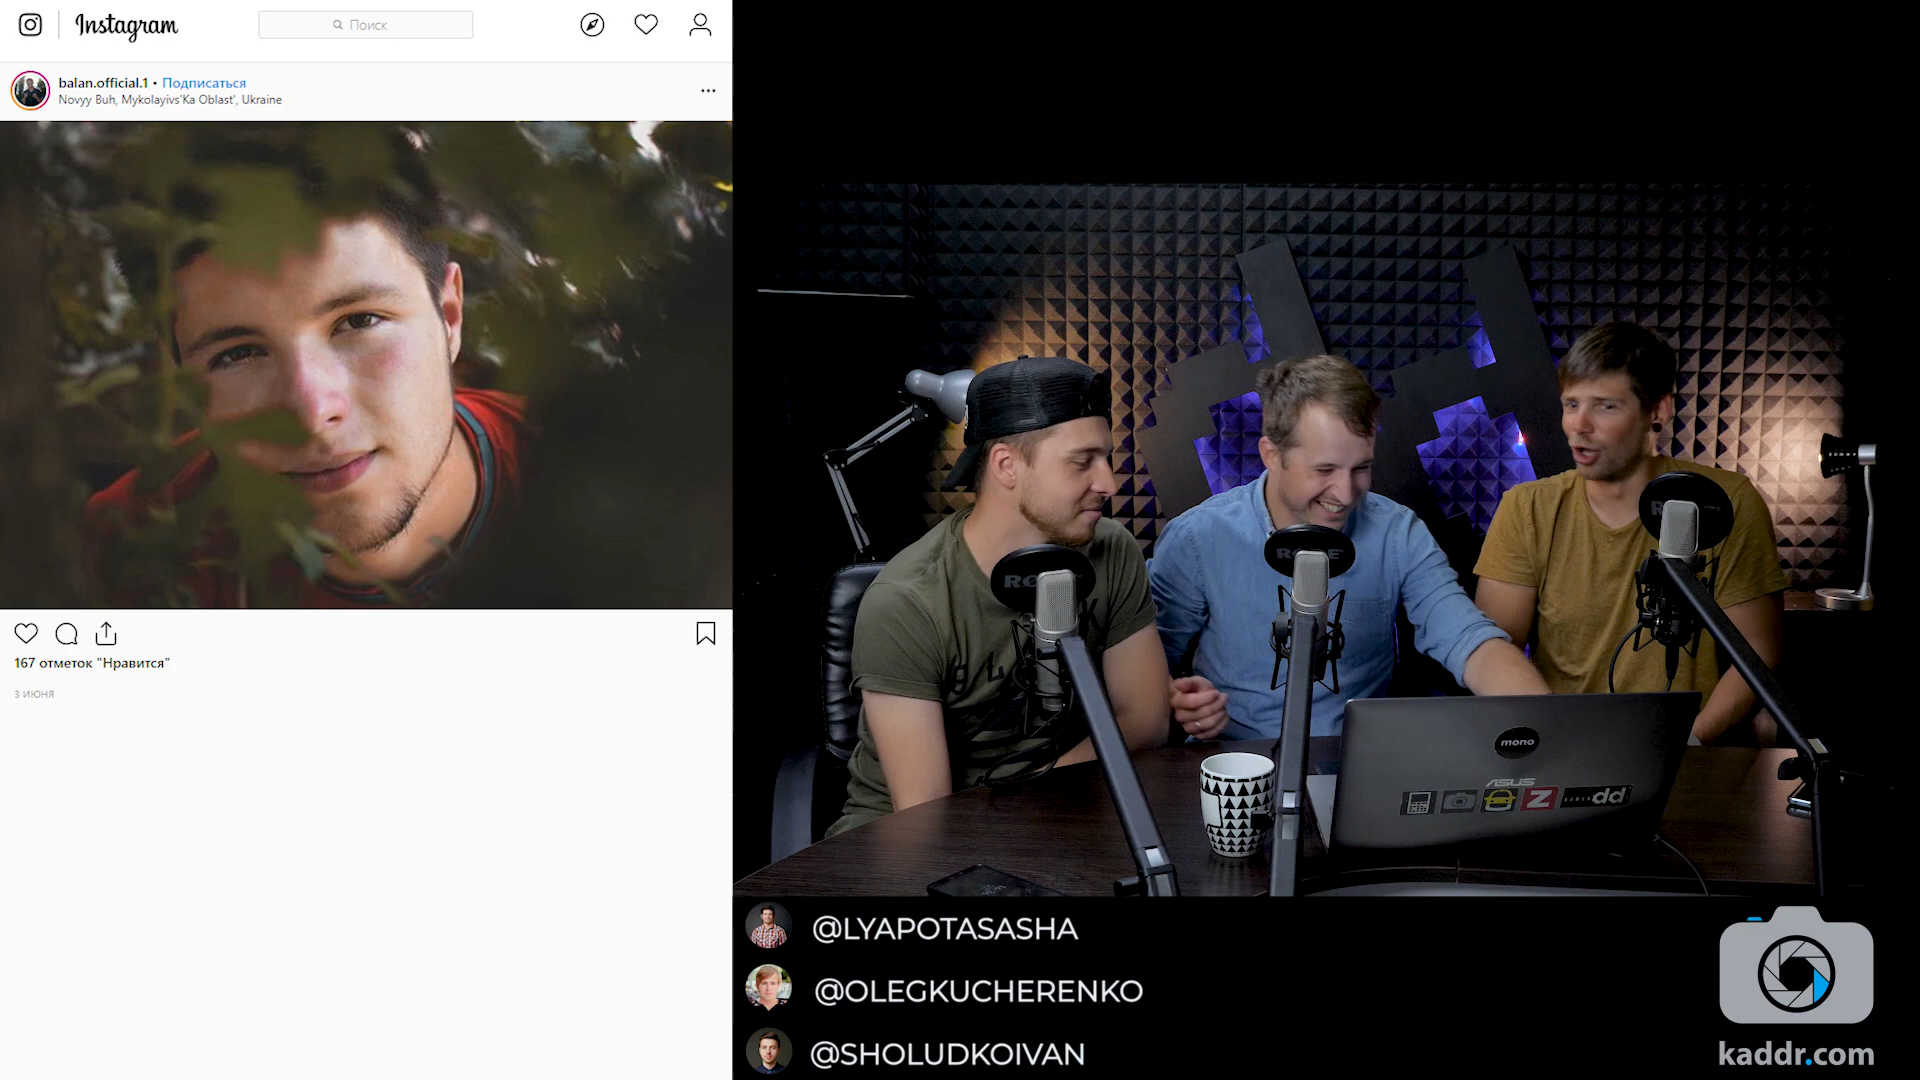 Instagram
Поиск
balan.official.1 • Подписаться
Novyy Buh, Mykolayivs'Ka Oblast', Ukraine
167 отметок "Нравится"
3 ИЮНЯ
RODE
mono
ASUS
Z
dd
@LYAPOTASASHA
@OLEGKUCHERENKO
@SHOLUDKOIVAN
kaddr.com